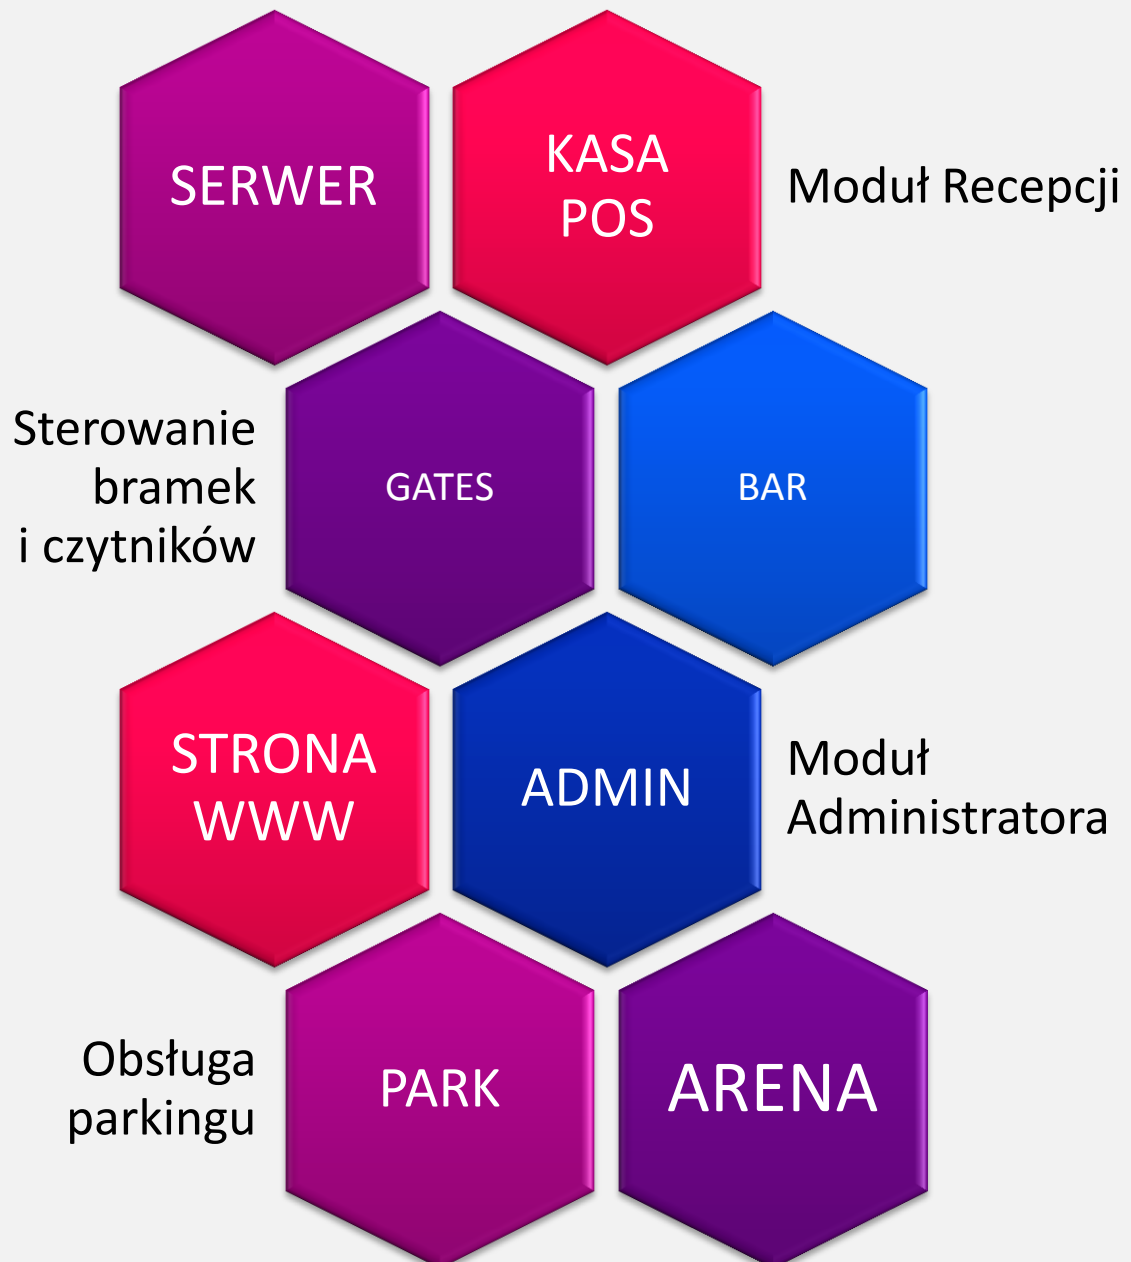 SERWER
KASA
POS
Moduł Recepcji
Sterowanie
bramek
i czytników
GATES
BAR
STRONA
WWW
ADMIN
Moduł
Administratora
Obsługa
parkingu
PARK
ARENA